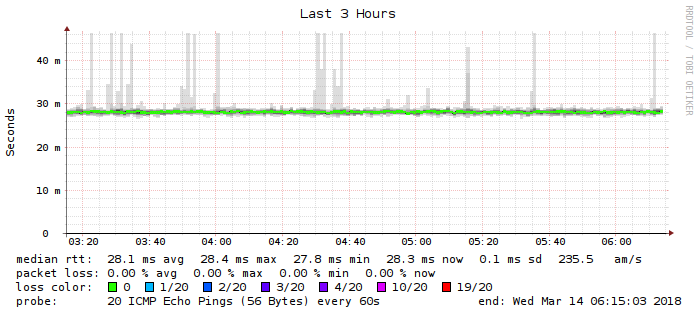 Last 3 Hours
RRDTOOL / TOBI OETIKER
Seconds
40 m
30 m
20 m
10 m
0
03:20 03:40 04:00 04:20 04:40 05:00 05:20 05:40 06:00
median rtt: 28.1 ms avg 28.4 ms max 27.8 ms min 28.3 ms now 0.1 ms sd 235.5 am/s
packet loss: 0.00 % avg 0.00 % max 0.00 % min 0.00 % now
loss color: 0 1/20 2/20 3/20 4/20 10/20 19/20
probe: 20 ICMP Echo Pings (56 Bytes) every 60s end: Wed Mar 14 06:15:03 2018